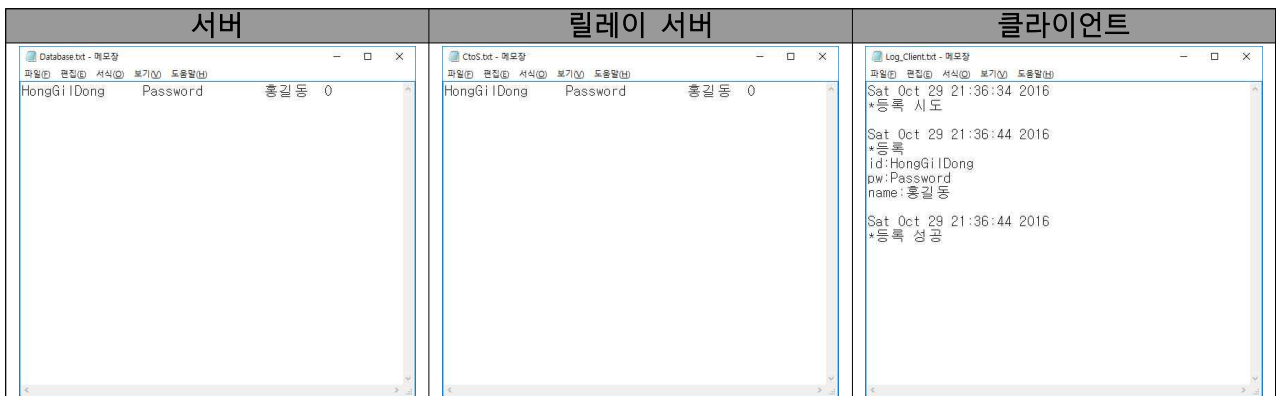 서버
릴레이 서버
클라이언트
Database.txt - 메모장
파일(F) 편집(E) 서식(O) 보기(V) 도움말(H)
HongGilDong Password 홍길동 0
CtoS.txt - 메모장
파일(F) 편집(E) 서식(O) 보기(V) 도움말(H)
HongGilDong Password 홍길동 0
Log_Client.txt - 메모장
파일(F) 편집(E) 서식(O) 보기(V) 도움말(H)
Sat Oct 29 21:36:34 2016
*등록 시도
Sat Oct 29 21:36:44 2016
*등록
id:HongGilDong
pw:Password
name:홍길동
Sat Oct 29 21:36:44 2016
*등록 성공